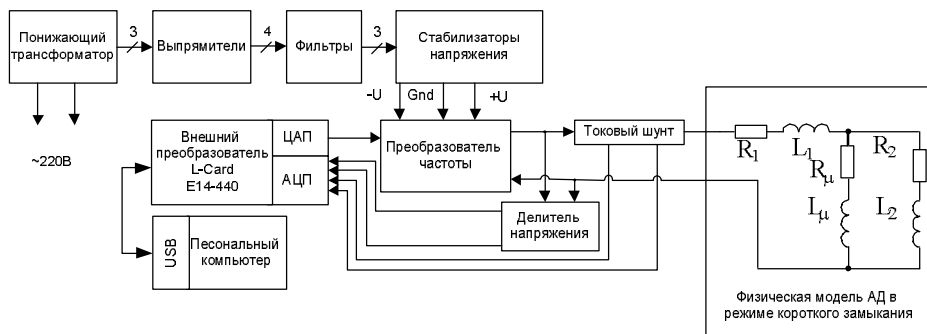 Понижающий
трансформатор
3
Выпрямители
4
Фильтры
3
Стабилизаторы
напряжения
-U
Gnd
+U
~220В
Внешний
преобразователь
L-Card
E14-440
ЦАП
АЦП
Преобразователь
частоты
Токовый шунт
Делитель
напряжения
USB
Песональный
компьютер
R1
L1
Rμ
R2
Lμ
L2
Физическая модель АД в
режиме короткого замыкания